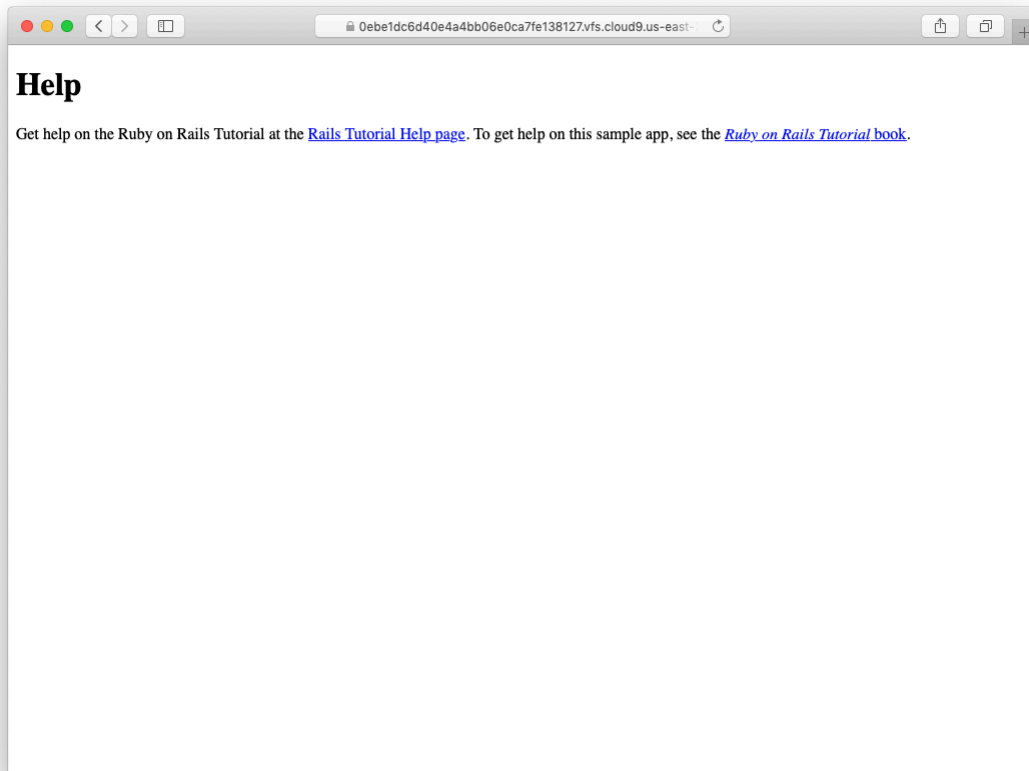 0ebe1dc6d40e4a4bb06e0ca7fe138127.vfs.cloud9.us-east-
Help
Get help on the Ruby on Rails Tutorial at the Rails Tutorial Help page. To get help on this sample app, see the Ruby on Rails Tutorial book.